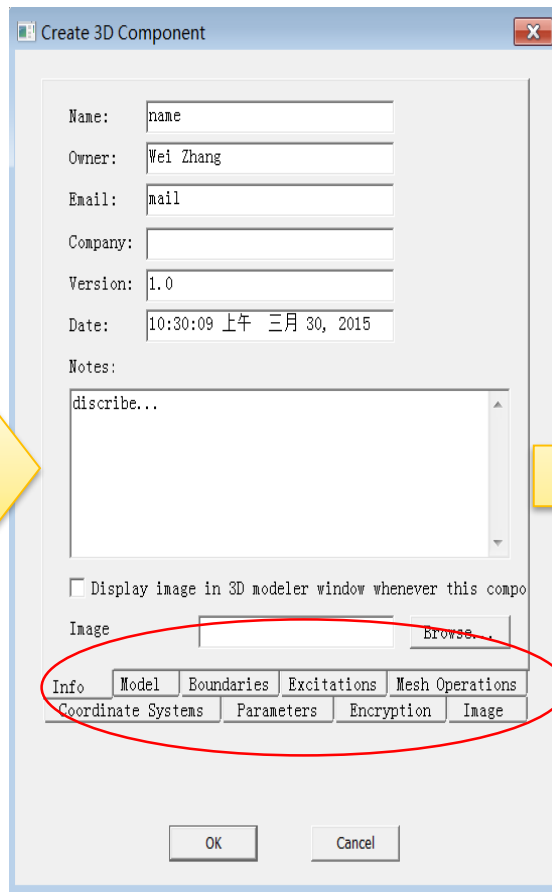 Create 3D Component
Name: name
Owner: Wei Zhang
Email: mail
Company:
Version: 1.0
Date: 10:30:09 上午 三月 30, 2015
Notes:
discribe...
Display image in 3D modeler window whenever this compo
Image Browse...
Info Model Boundaries Excitations Mesh Operations
Coordinate Systems Parameters Encryption Image
OK Cancel